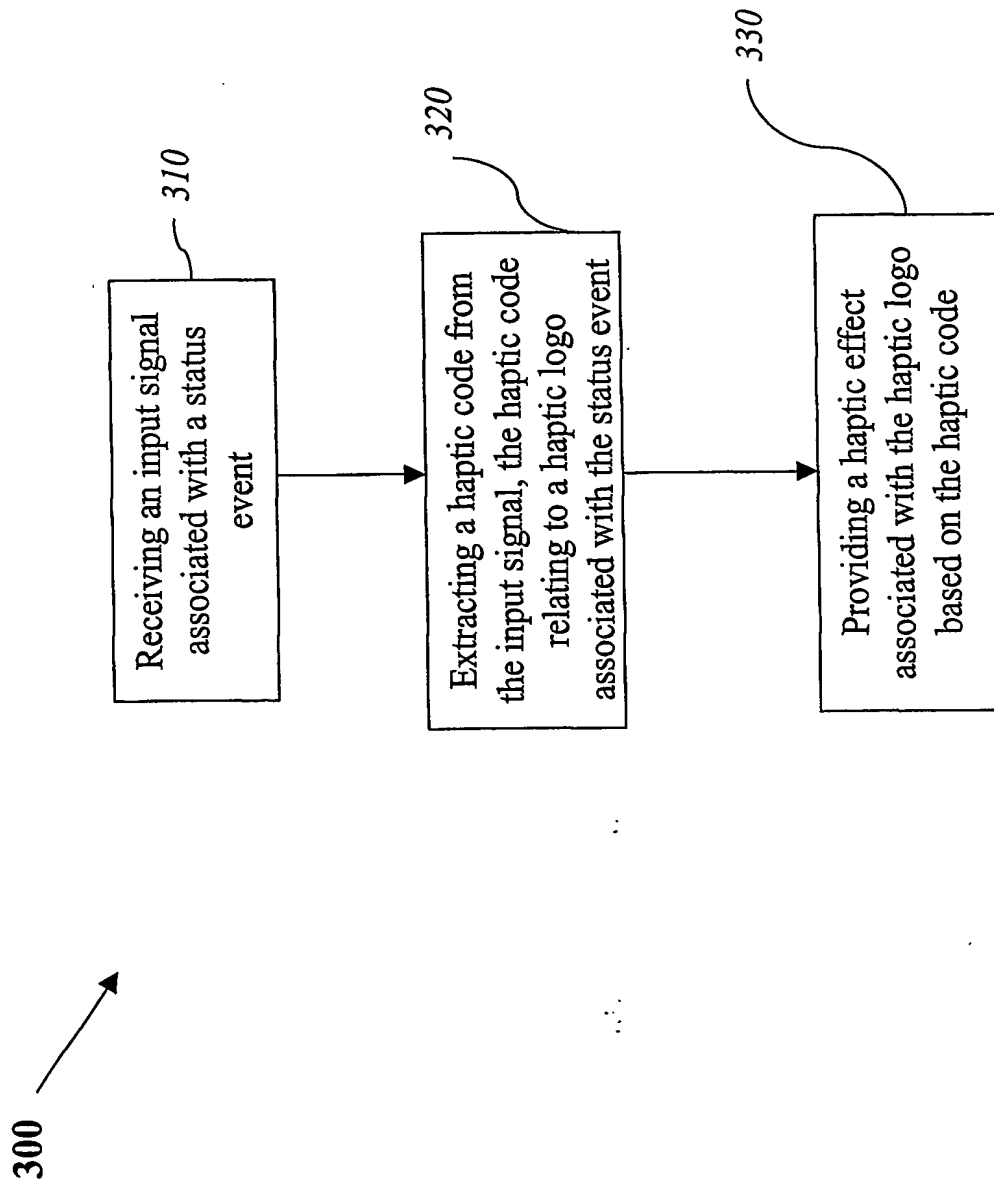 300
Receiving an input signal
associated with a status
event
310
Extracting a haptic code from
the input signal, the haptic code
relating to a haptic logo
associated with the status event
320
Providing a haptic effect
associated with the haptic logo
based on the haptic code
330